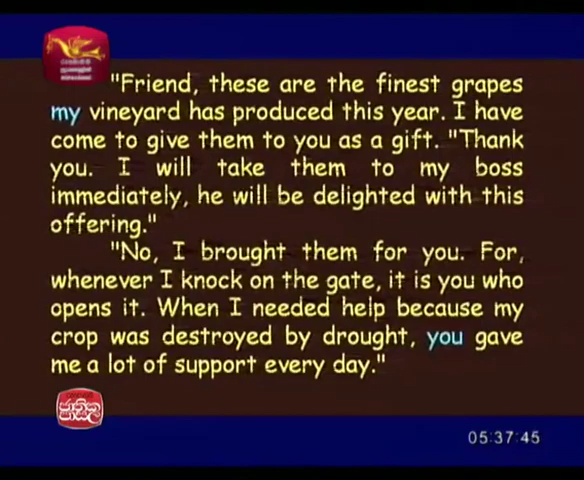 "Friend, these are the finest grapes
my vineyard has produced this year. I have
come to give them to you as a gift. "Thank
you. I will take them to my boss
immediately, he will be delighted with this
offering."
"No, I brought them for you. For,
whenever I knock on the gate, it is you who
opens it. When I needed help because my
crop was destroyed by drought, you gave
me a lot of support every day."
05:37:45